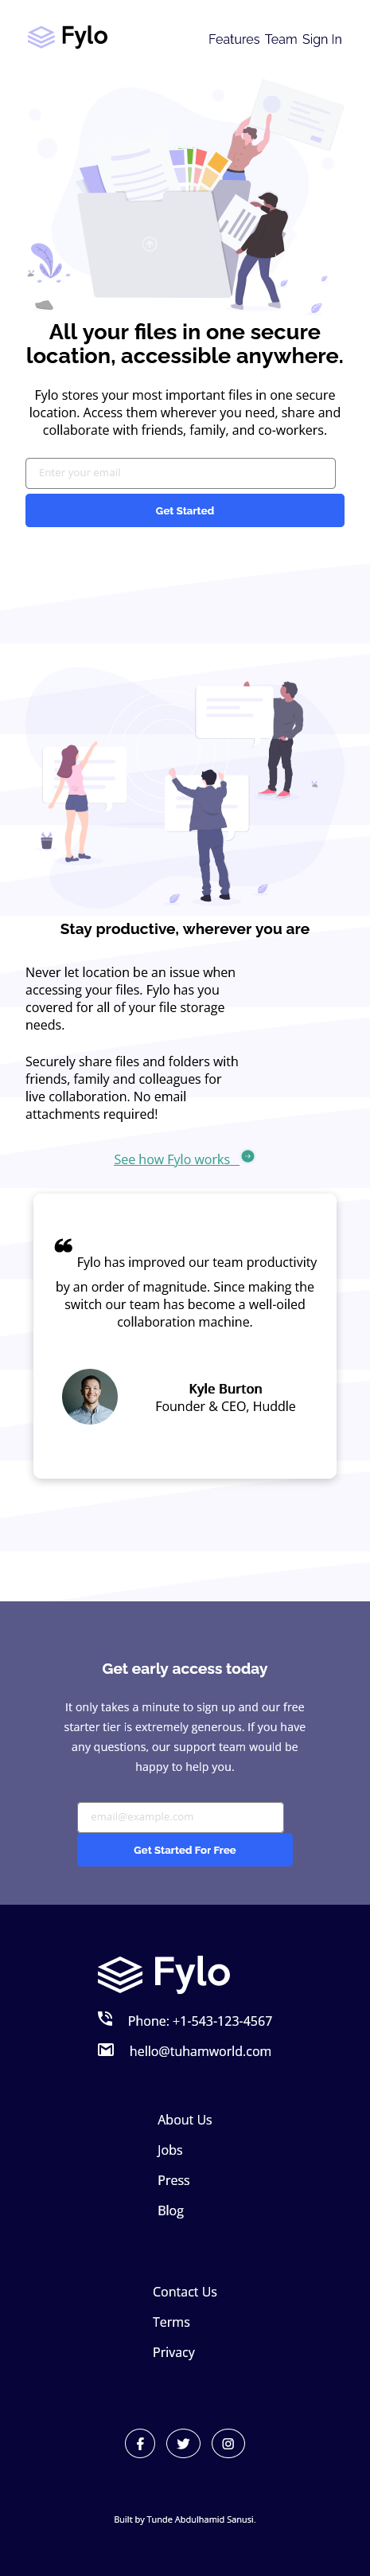 Fylo
Features Team Sign In
All your files in one secure
location, accessible anywhere.
Fylo stores your most important files in one secure
location. Access them wherever you need, share and
collaborate with friends, family, and co-workers.
Enter your email
Get Started
Stay productive, wherever you are
Never let location be an issue when
accessing your files. Fylo has you
covered for all of your file storage
needs.
Securely share files and folders with
friends, family and colleagues for
live collaboration. No email
attachments required!
See how Fylo works
❝ Fylo has improved our team productivity
by an order of magnitude. Since making the
switch our team has become a well-oiled
collaboration machine.
Kyle Burton
Founder & CEO, Huddle
Get early access today
It only takes a minute to sign up and our free
starter tier is extremely generous. If you have
any questions, our support team would be
happy to help you.
email@example.com
Get Started For Free
Fylo
Phone: +1-543-123-4567
hello@tuhamworld.com
About Us
Jobs
Press
Blog
Contact Us
Terms
Privacy
Built by Tunde Abdulhamid Sanusi.